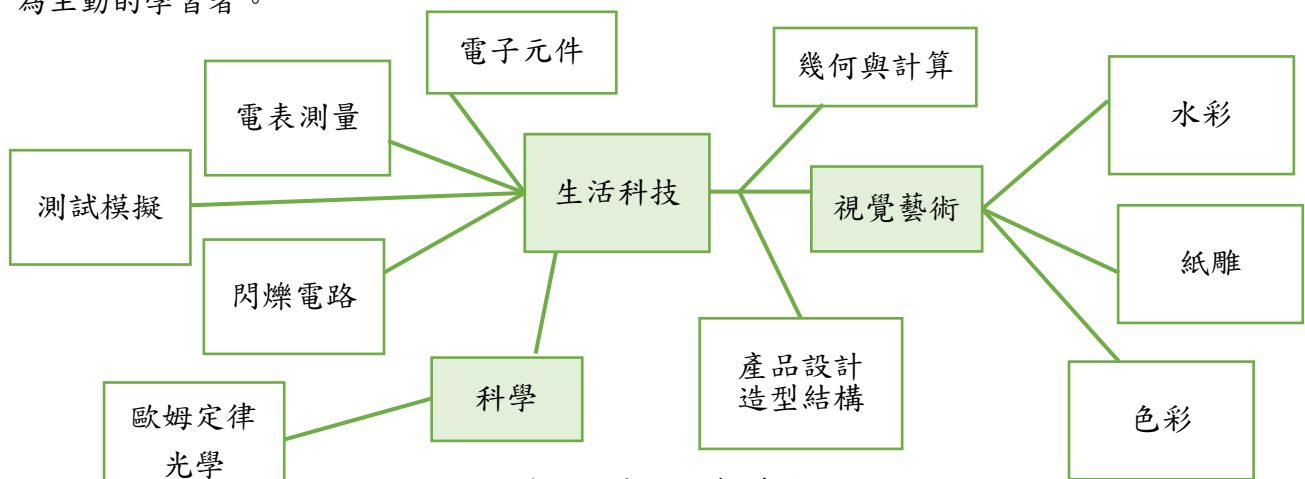 為主動的學習者。
電子元件
幾何與計算
電表測量
水彩
生活科技
測試模擬
視覺藝術
紙雕
閃爍電路
產品設計
造型結構
科學
歐姆定律
光學
色彩